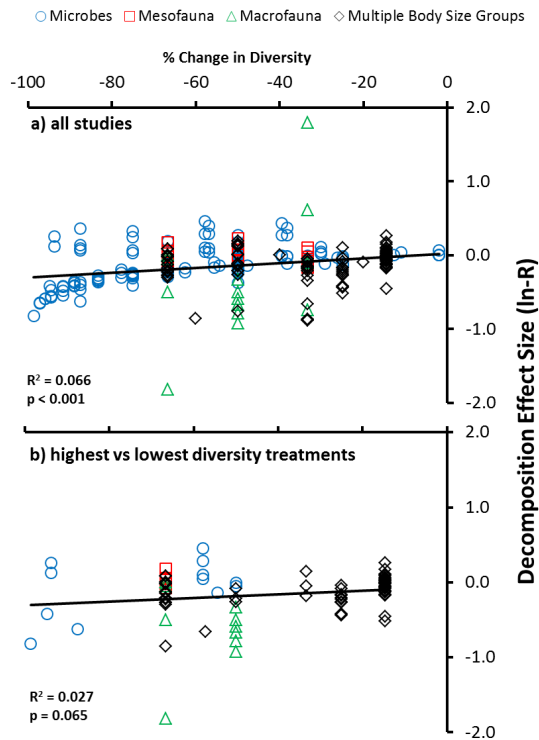 Microbes Mesofauna Macrofauna Multiple Body Size Groups
% Change in Diversity
-100 -80 -60 -40 -20 0
2.0
a) all studies
1.0
0.0
-1.0
R² = 0.066
p < 0.001
-2.0
Decomposition Effect Size (ln-R)
2.0
b) highest vs lowest diversity treatments
1.0
0.0
-1.0
R² = 0.027
p = 0.065
-2.0